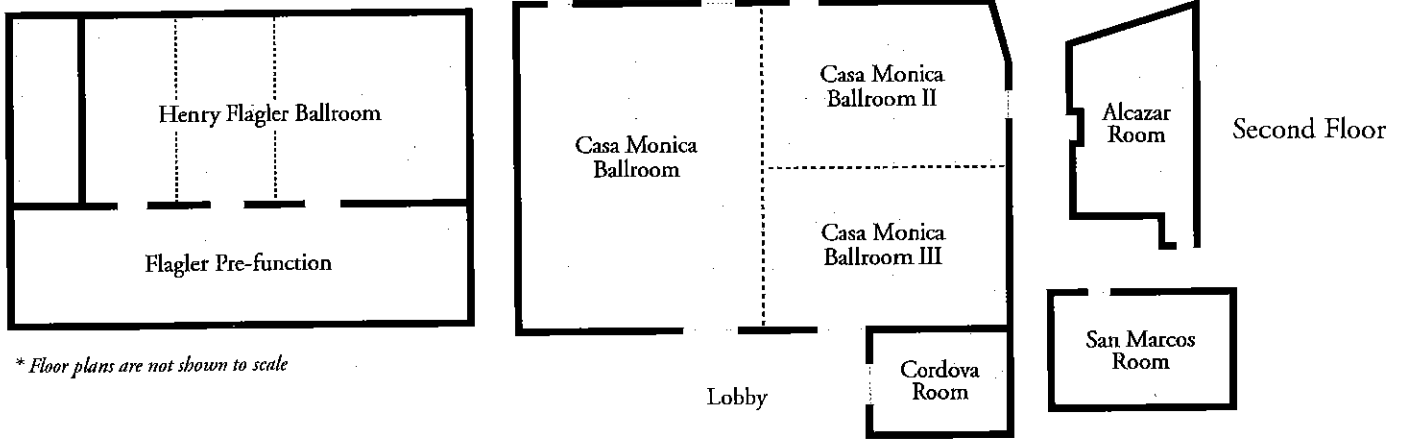 Henry Flagler Ballroom
Flagler Pre-function
* Floor plans are not shown to scale
Casa Monica
Ballroom
Casa Monica
Ballroom II
Casa Monica
Ballroom III
Lobby
Cordova
Room
Alcazar
Room
Second Floor
San Marcos
Room